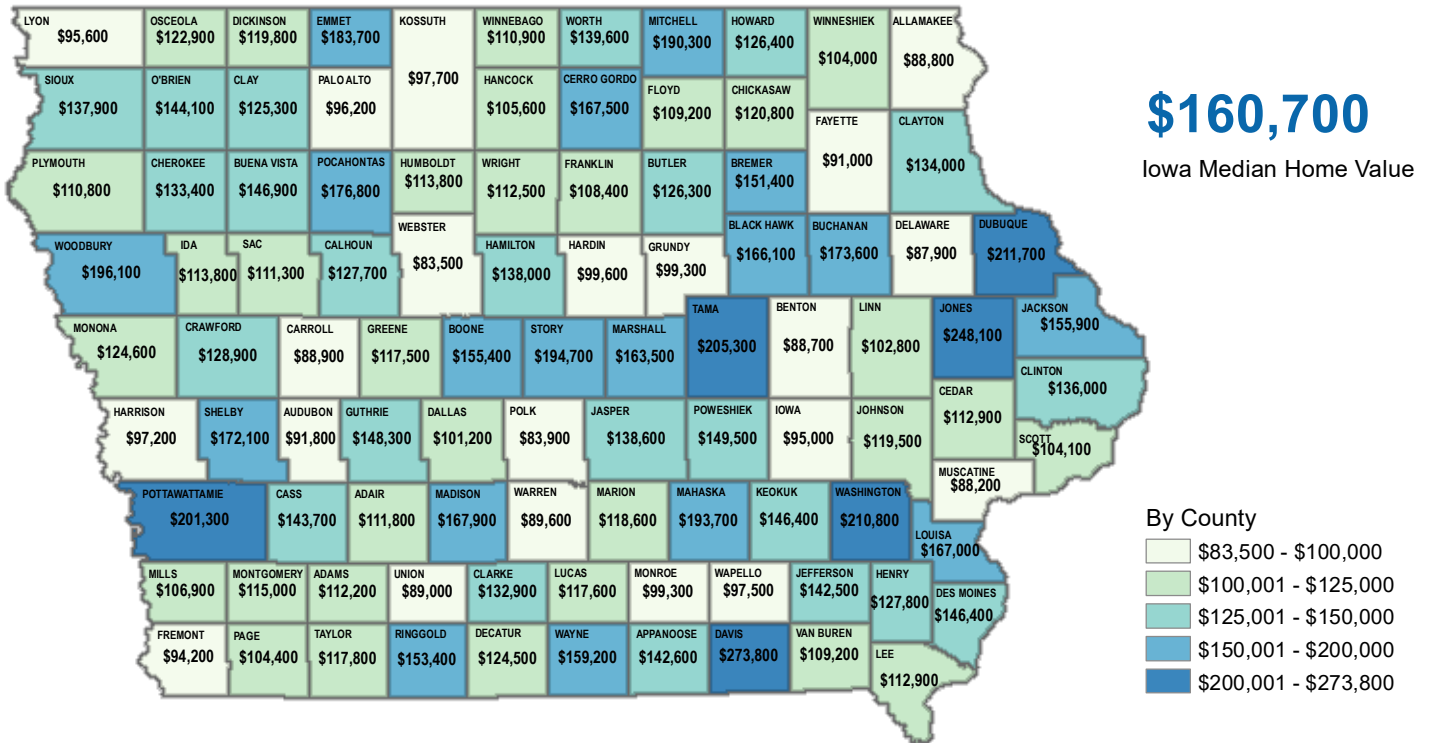 LYON
$95,600
OSCEOLA
$122,900
DICKINSON
$119,800
EMMET
$183,700
KOSSUTH
$97,700
WINNEBAGO
$110,900
WORTH
$139,600
MITCHELL
$190,300
HOWARD
$126,400
WINNESHIEK
$104,000
ALLAMAKEE
$88,800
SIOUX
$137,900
O'BRIEN
$144,100
CLAY
$125,300
PALO ALTO
$96,200
HANCOCK
$105,600
CERRO GORDO
$167,500
FLOYD
$109,200
CHICKASAW
$120,800
FAYETTE
$91,000
CLAYTON
$134,000
PLYMOUTH
$110,800
CHEROKEE
$133,400
BUENA VISTA
$146,900
POCAHONTAS
$176,800
HUMBOLDT
$113,800
WRIGHT
$112,500
FRANKLIN
$108,400
BUTLER
$126,300
BREMER
$151,400
WOODBURY
$196,100
IDA
$113,800
SAC
$111,300
CALHOUN
$127,700
WEBSTER
$83,500
HAMILTON
$138,000
HARDIN
$99,600
GRUNDY
$99,300
BLACK HAWK
$166,100
BUCHANAN
$173,600
DELAWARE
$87,900
DUBUQUE
$211,700
MONONA
$124,600
CRAWFORD
$128,900
CARROLL
$88,900
GREENE
$117,500
BOONE
$155,400
STORY
$194,700
MARSHALL
$163,500
TAMA
$205,300
BENTON
$88,700
LINN
$102,800
JONES
$248,100
JACKSON
$155,900
CLINTON
$136,000
HARRISON
$97,200
SHELBY
$172,100
AUDUBON
$91,800
GUTHRIE
$148,300
DALLAS
$101,200
POLK
$83,900
JASPER
$138,600
POWESHIEK
$149,500
IOWA
$95,000
JOHNSON
$119,500
CEDAR
$112,900
SCOTT
$104,100
MUSCATINE
$88,200
POTTAWATTAMIE
$201,300
CASS
$143,700
ADAIR
$111,800
MADISON
$167,900
WARREN
$89,600
MARION
$118,600
MAHASKA
$193,700
KEOKUK
$146,400
WASHINGTON
$210,800
LOUISA
$167,000
MILLS
$106,900
MONTGOMERY
$115,000
ADAMS
$112,200
UNION
$89,000
CLARKE
$132,900
LUCAS
$117,600
MONROE
$99,300
WAPELLO
$97,500
JEFFERSON
$142,500
HENRY
$127,800
DES MOINES
$146,400
FREMONT
$94,200
PAGE
$104,400
TAYLOR
$117,800
RINGGOLD
$153,400
DECATUR
$124,500
WAYNE
$159,200
APPANOOSE
$142,600
DAVIS
$273,800
VAN BUREN
$109,200
LEE
$112,900
$160,700
Iowa Median Home Value
By County
$83,500 - $100,000
$100,001 - $125,000
$125,001 - $150,000
$150,001 - $200,000
$200,001 - $273,800